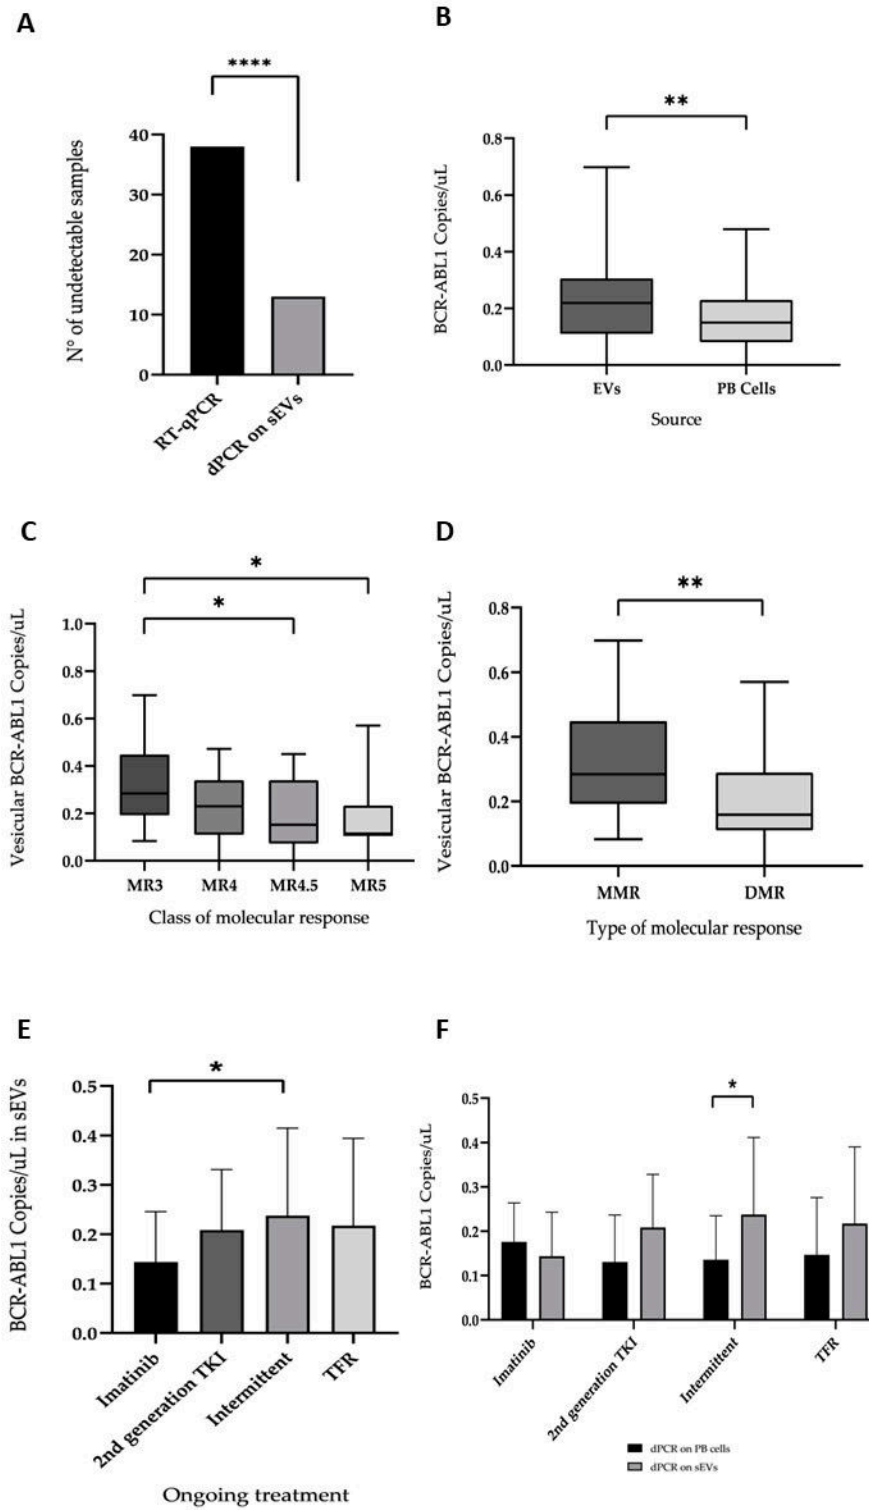 A
****
N° of undetectable samples
40
30
20
10
0
RT-qPCR
dPCR on sEVs
B
**
BCR-ABL1 Copies/uL
0.8
0.6
0.4
0.2
0.0
EVs
PB Cells
Source
C
*
*
Vesicular BCR-ABL1 Copies/uL
1.0
0.8
0.6
0.4
0.2
0.0
MR3
MR4
MR4.5
MR5
Class of molecular response
D
**
Vesicular BCR-ABL1 Copies/uL
0.8
0.6
0.4
0.2
0.0
MMR
DMR
Type of molecular response
E
*
BCR-ABL1 Copies/uL in sEVs
0.5
0.4
0.3
0.2
0.1
0.0
Imatinib
2nd generation TKI
Intermittent
TFR
Ongoing treatment
F
*
BCR-ABL1 Copies/uL
0.5
0.4
0.3
0.2
0.1
0.0
Imatinib
2nd generation TKI
Intermittent
TFR
dPCR on PB cells
dPCR on sEVs